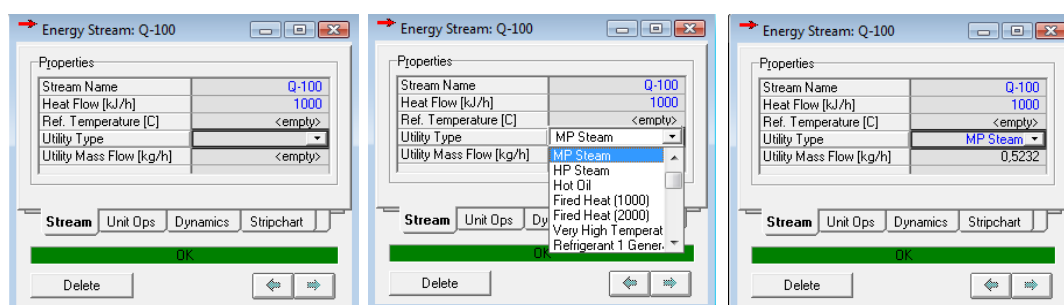 Energy Stream: Q-100
Properties
Stream Name Q-100
Heat Flow [kJ/h] 1000
Ref. Temperature [C] <empty>
Utility Type
Utility Mass Flow [kg/h] <empty>
Stream Unit Ops Dynamics Stripchart
OK
Delete
Energy Stream: Q-100
Properties
Stream Name Q-100
Heat Flow [kJ/h] 1000
Ref. Temperature [C] <empty>
Utility Type MP Steam
Utility Mass Flow [kg/h]
MP Steam
HP Steam
Hot Oil
Fired Heat (1000)
Fired Heat (2000)
Very High Temperat
Refrigerant 1 Gener
Stream Unit Ops Dy
OK
Delete
Energy Stream: Q-100
Properties
Stream Name Q-100
Heat Flow [kJ/h] 1000
Ref. Temperature [C] <empty>
Utility Type MP Steam
Utility Mass Flow [kg/h] 0,5232
Stream Unit Ops Dynamics Stripchart
OK
Delete